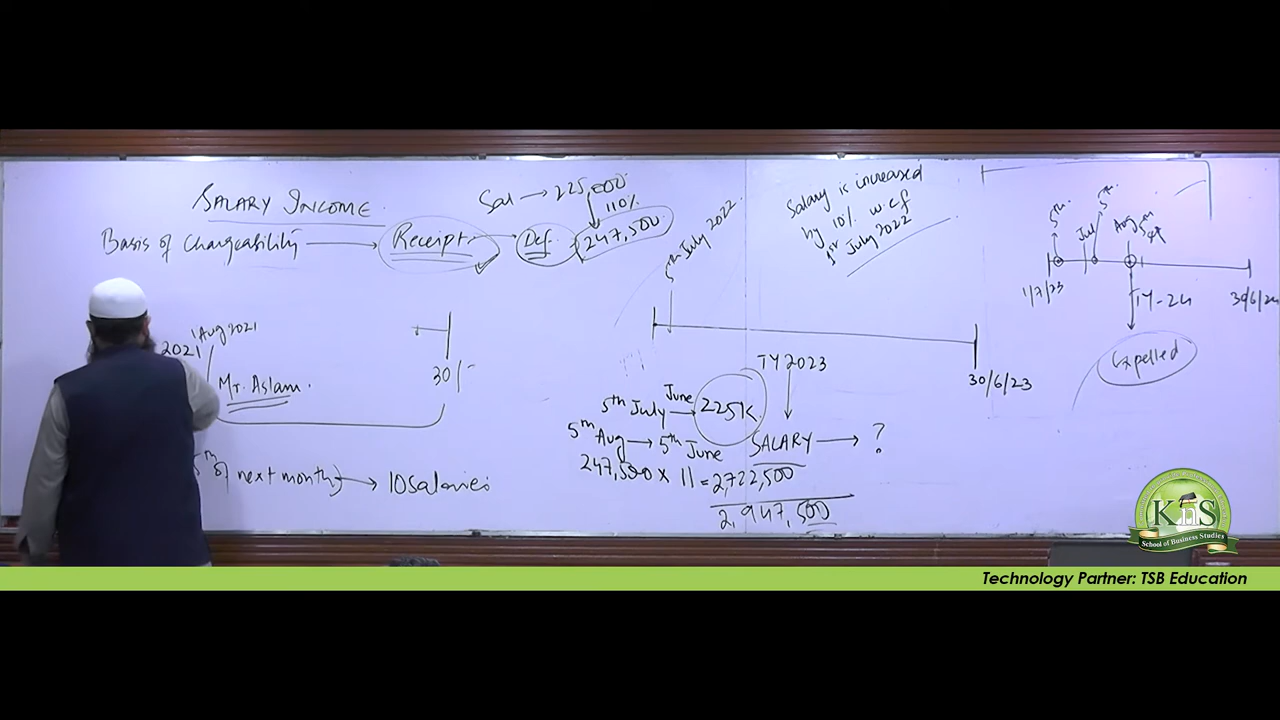 SALARY INCOME
Basis of Chargeability → Receipt → Def.
Sal → 225,000
110%
247,500
1 Aug 2021
2021
Mr. Aslam.
30/
of next month) → 10 Salaries
5th July 2022.
Salary is increased
by 10% w.e.f
1st July 2022
TY 2023
30/6/23
June
5th July → 225K
5th Aug → 5th June SALARY → ?
247,500 x 11 = 2,722,500
2,947,500
5th Jul 5th Aug 5th
1/7/23
TY-24
30/6/24
Expelled
KnS
School of Business Studies
Technology Partner: TSB Education